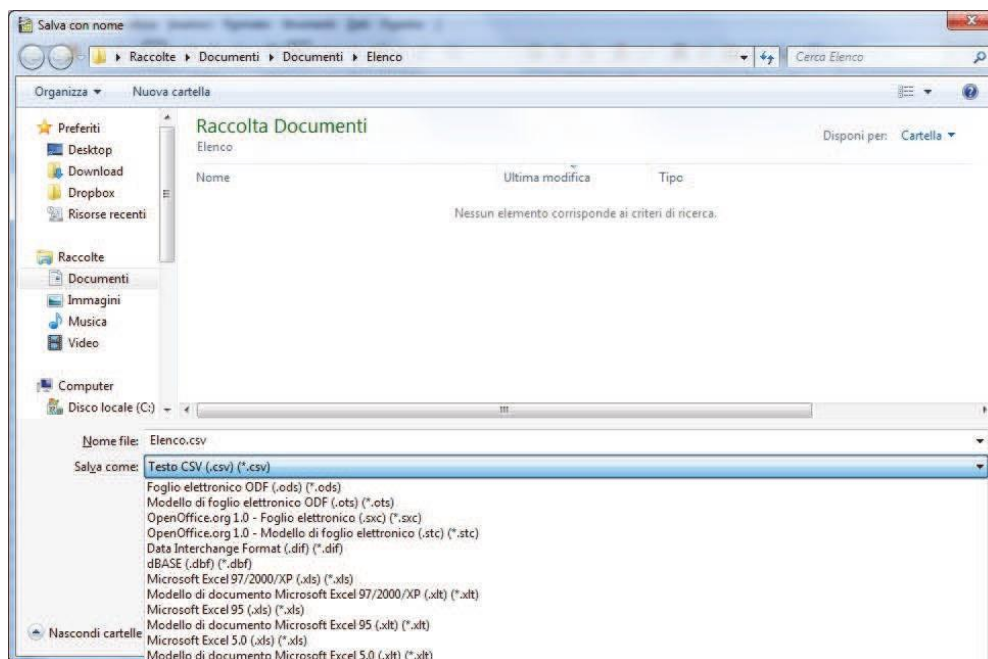 Salva con nome
Raccolte ▸ Documenti ▸ Documenti ▸ Elenco
Cerca Elenco
Organizza
Nuova cartella
Preferiti
Desktop
Download
Dropbox
Risorse recenti
Raccolte
Documenti
Immagini
Musica
Video
Computer
Disco locale (C:)
Raccolta Documenti
Elenco
Disponi per: Cartella
Nome Ultima modifica Tipo
Nessun elemento corrisponde ai criteri di ricerca.
Nome file: Elenco.csv
Salva come: Testo CSV (.csv) (*.csv)
Foglio elettronico ODF (.ods) (*.ods)
Modello di foglio elettronico ODF (.ots) (*.ots)
OpenOffice.org 1.0 - Foglio elettronico (.sxc) (*.sxc)
OpenOffice.org 1.0 - Modello di foglio elettronico (.stc) (*.stc)
Data Interchange Format (.dif) (*.dif)
dBASE (.dbf) (*.dbf)
Microsoft Excel 97/2000/XP (.xls) (*.xls)
Modello di documento Microsoft Excel 97/2000/XP (.xlt) (*.xlt)
Microsoft Excel 95 (.xls) (*.xls)
Modello di documento Microsoft Excel 95 (.xlt) (*.xlt)
Microsoft Excel 5.0 (.xls) (*.xls)
Modello di documento Microsoft Excel 5.0 (.xlt) (*.xlt)
Nascondi cartelle